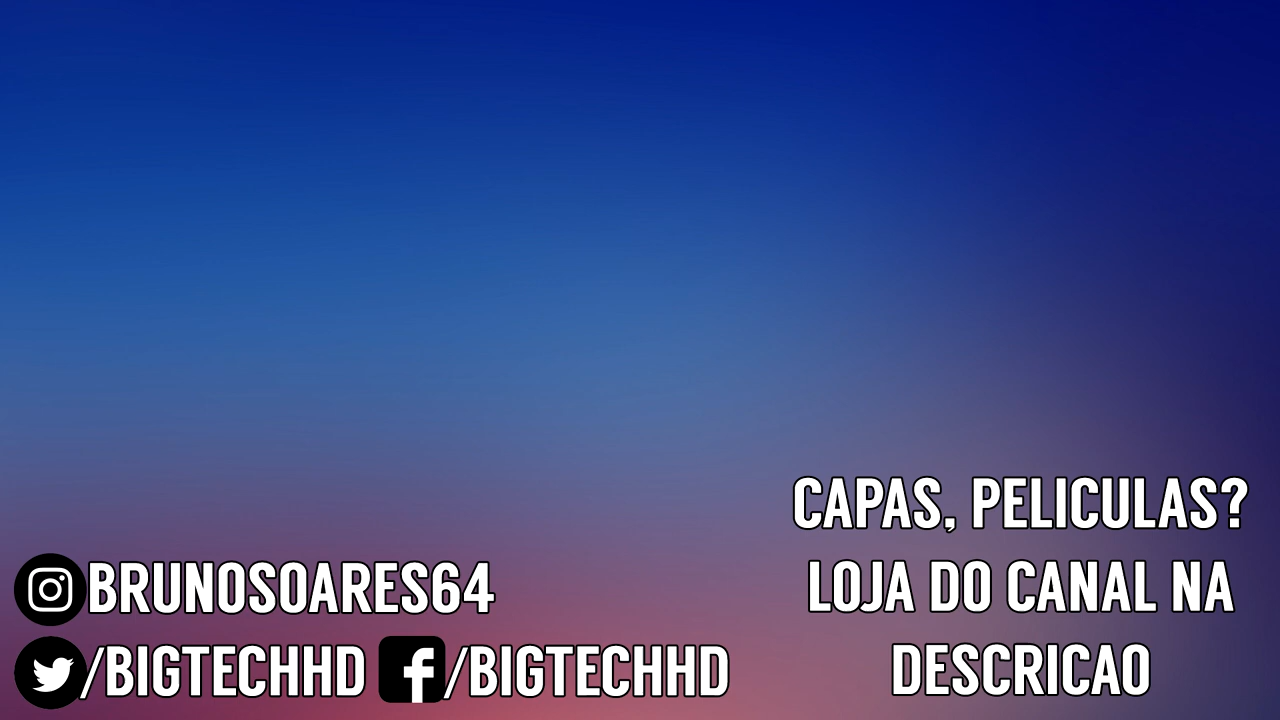 CAPAS, PELICULAS?
LOJA DO CANAL NA
DESCRICAO
BRUNOSOARES64
/BIGTECHHD /BIGTECHHD